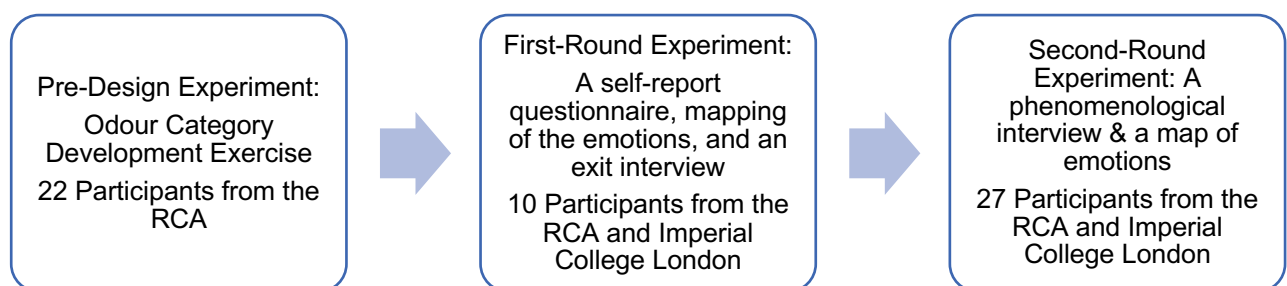 Pre-Design Experiment:
Odour Category
Development Exercise
22 Participants from the
RCA
First-Round Experiment:
A self-report
questionnaire, mapping
of the emotions, and an
exit interview
10 Participants from the
RCA and Imperial
College London
Second-Round
Experiment: A
phenomenological
interview & a map of
emotions
27 Participants from the
RCA and Imperial
College London